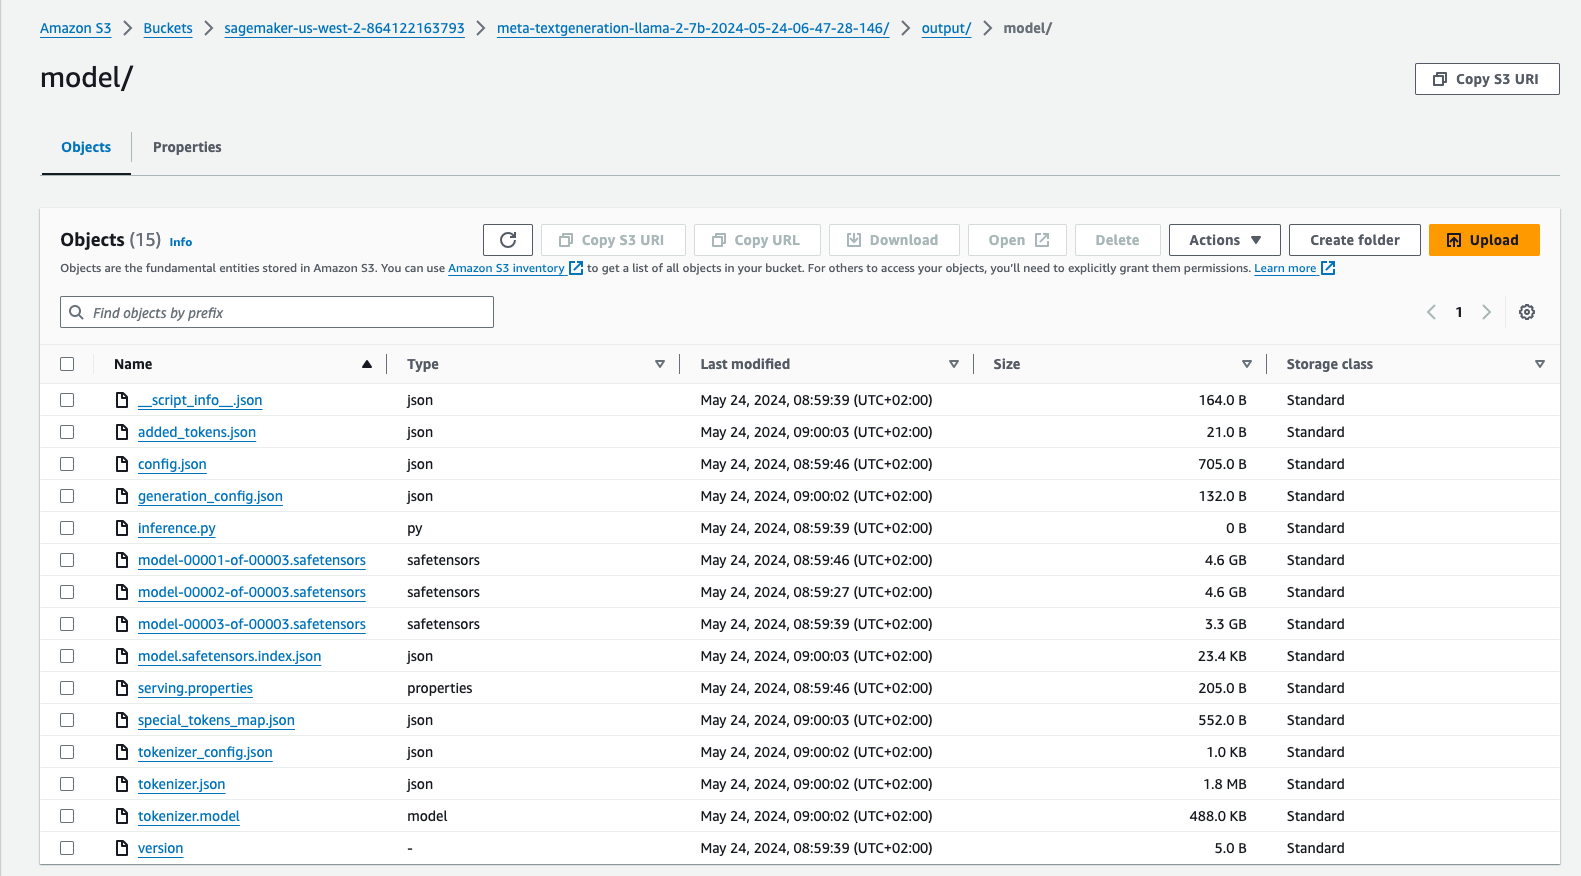 Amazon S3 > Buckets > sagemaker-us-west-2-864122163793 > meta-textgeneration-llama-2-7b-2024-05-24-06-47-28-146/ > output/ > model/
model/
Copy S3 URI
Objects Properties
Objects (15) Info
Copy S3 URI Copy URL Download Open Delete Actions Create folder Upload
Objects are the fundamental entities stored in Amazon S3. You can use Amazon S3 inventory to get a list of all objects in your bucket. For others to access your objects, you'll need to explicitly grant them permissions. Learn more
Find objects by prefix
1
Name Type Last modified Size Storage class
__script_info__.json json May 24, 2024, 08:59:39 (UTC+02:00) 164.0 B Standard
added_tokens.json json May 24, 2024, 09:00:03 (UTC+02:00) 21.0 B Standard
config.json json May 24, 2024, 08:59:46 (UTC+02:00) 705.0 B Standard
generation_config.json json May 24, 2024, 09:00:02 (UTC+02:00) 132.0 B Standard
inference.py py May 24, 2024, 08:59:39 (UTC+02:00) 0 B Standard
model-00001-of-00003.safetensors safetensors May 24, 2024, 08:59:46 (UTC+02:00) 4.6 GB Standard
model-00002-of-00003.safetensors safetensors May 24, 2024, 08:59:27 (UTC+02:00) 4.6 GB Standard
model-00003-of-00003.safetensors safetensors May 24, 2024, 08:59:39 (UTC+02:00) 3.3 GB Standard
model.safetensors.index.json json May 24, 2024, 09:00:03 (UTC+02:00) 23.4 KB Standard
serving.properties properties May 24, 2024, 08:59:46 (UTC+02:00) 205.0 B Standard
special_tokens_map.json json May 24, 2024, 09:00:03 (UTC+02:00) 552.0 B Standard
tokenizer_config.json json May 24, 2024, 09:00:02 (UTC+02:00) 1.0 KB Standard
tokenizer.json json May 24, 2024, 09:00:02 (UTC+02:00) 1.8 MB Standard
tokenizer.model model May 24, 2024, 09:00:02 (UTC+02:00) 488.0 KB Standard
version - May 24, 2024, 08:59:39 (UTC+02:00) 5.0 B Standard